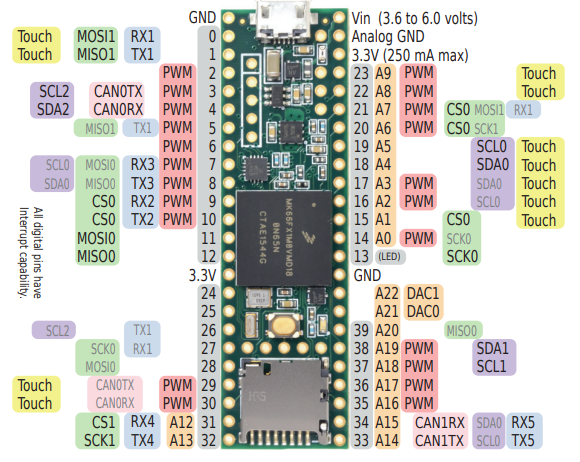 GND Vin (3.6 to 6.0 volts)
Touch MOSI1 RX1 0 Analog GND
Touch MISO1 TX1 1 3.3V (250 mA max)
PWM 2 23 A9 PWM Touch
SCL2 CAN0TX PWM 3 22 A8 PWM Touch
SDA2 CAN0RX PWM 4 21 A7 PWM CS0 MOSI1 RX1
MISO1 TX1 PWM 5 20 A6 PWM CS0 SCK1
PWM 6 19 A5 SCL0 Touch
SCL0 MOSI0 RX3 PWM 7 18 A4 SDA0 Touch
SDA0 MISO0 TX3 PWM 8 17 A3 PWM SDA0 Touch
CS0 RX2 PWM 9 16 A2 PWM SCL0 Touch
CS0 TX2 PWM 10 15 A1 CS0 Touch
MOSI0 11 14 A0 PWM SCK0
MISO0 12 13 (LED) SCK0
3.3V GND
24 A22 DAC1
25 A21 DAC0
SCL2 TX1 26 39 A20 MISO0
SCK0 RX1 27 38 A19 PWM SDA1
MOSI0 28 37 A18 PWM SCL1
Touch CAN0TX PWM 29 36 A17 PWM
Touch CAN0RX PWM 30 35 A16 PWM
CS1 RX4 A12 31 34 A15 CAN1RX SDA0 RX5
SCK1 TX4 A13 32 33 A14 CAN1TX SCL0 TX5
All digital pins have
Interrupt capability.
MK66FX1M0VMD18
8N65N
CTAE1544G